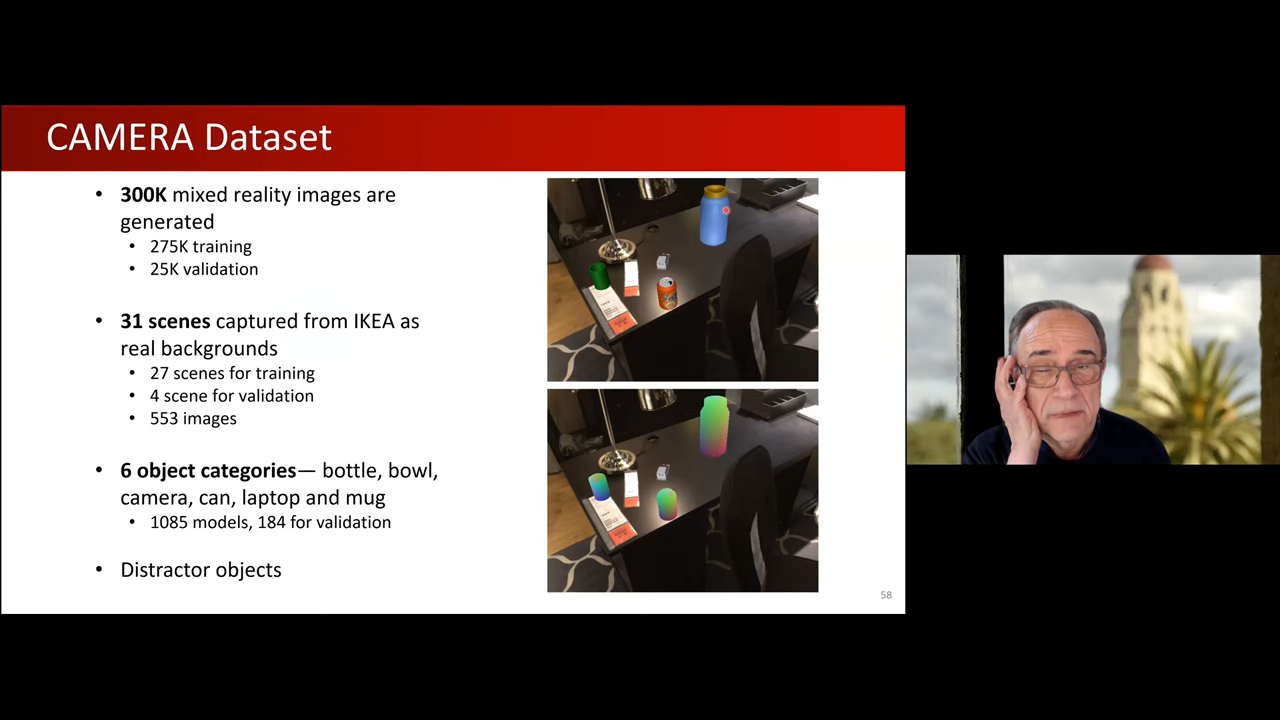 CAMERA Dataset
• 300K mixed reality images are
generated
• 275K training
• 25K validation
• 31 scenes captured from IKEA as
real backgrounds
• 27 scenes for training
• 4 scene for validation
• 553 images
• 6 object categories— bottle, bowl,
camera, can, laptop and mug
• 1085 models, 184 for validation
• Distractor objects
58